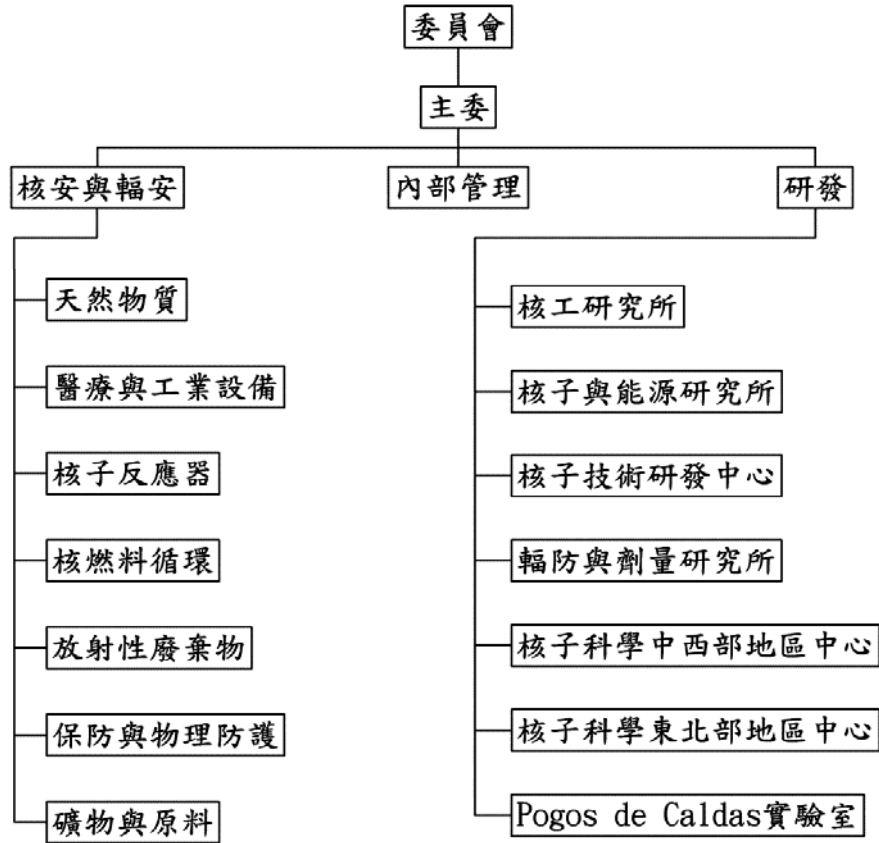 委員會
主委
核安與輻安
內部管理
研發
天然物質
醫療與工業設備
核子反應器
核燃料循環
放射性廢棄物
保防與物理防護
礦物與原料
核工研究所
核子與能源研究所
核子技術研發中心
輻防與劑量研究所
核子科學中西部地區中心
核子科學東北部地區中心
Pogos de Caldas實驗室